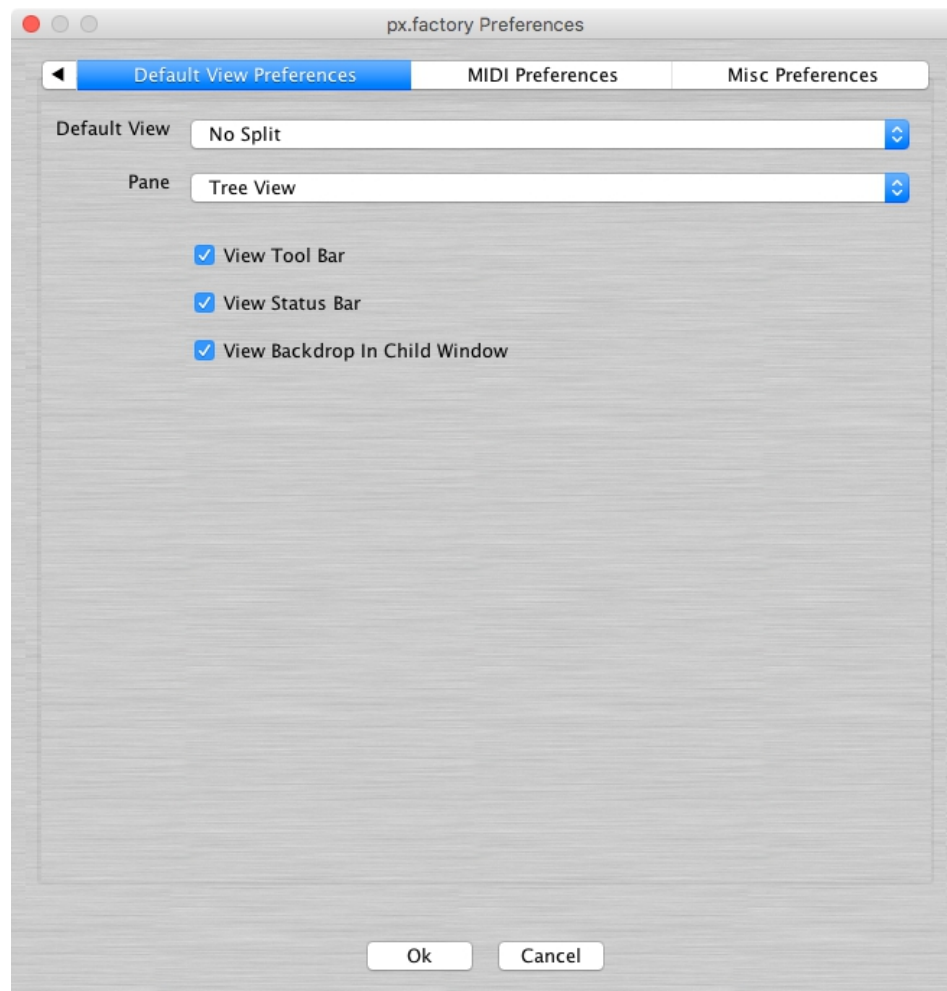 px.factory Preferences
Default View Preferences MIDI Preferences Misc Preferences
Default View No Split
Pane Tree View
View Tool Bar
View Status Bar
View Backdrop In Child Window
Ok Cancel